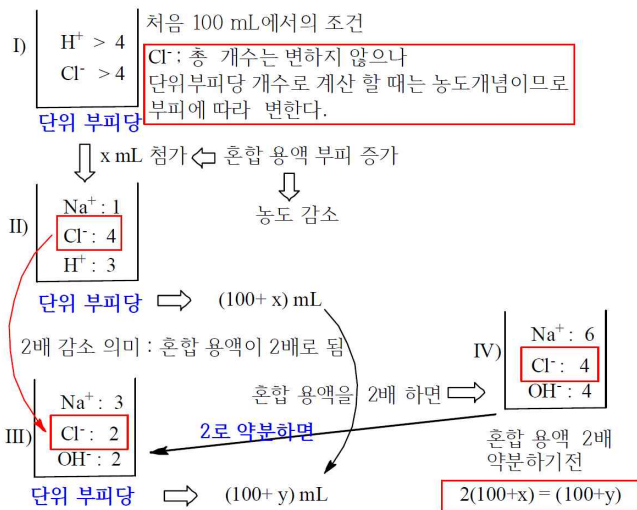 처음 100 mL에서의 조건
I)
H⁺ > 4
Cl⁻ >4
Cl⁻: 총 개수는 변하지 않으나
단위부피당 개수로 계산 할 때는 농도개념이므로
부피에 따라 변한다.
단위 부피당
x mL 첨가
혼합 용액 부피 증가
농도 감소
II)
Na⁺: 1
Cl⁻: 4
H⁺: 3
단위 부피당
(100+ x) mL
2배 감소 의미 : 혼합 용액이 2배로 됨
IV)
Na⁺: 6
Cl⁻: 4
OH⁻: 4
혼합 용액을 2배 하면
III)
Na⁺: 3
Cl⁻: 2
OH⁻: 2
2로 약분하면
혼합 용액 2배
약분하기전
단위 부피당
(100+ y) mL
2(100+x) = (100+y)